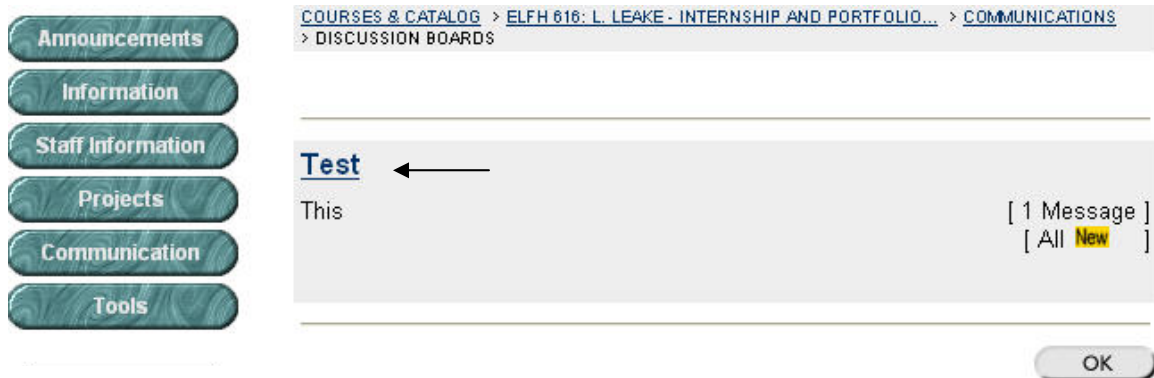 Announcements
Information
Staff Information
Projects
Communication
Tools
COURSES & CATALOG > ELFH 616: L. LEAKE - INTERNSHIP AND PORTFOLIO... > COMMUNICATIONS
> DISCUSSION BOARDS
Test
This [ 1 Message ]
[ All New ]
OK